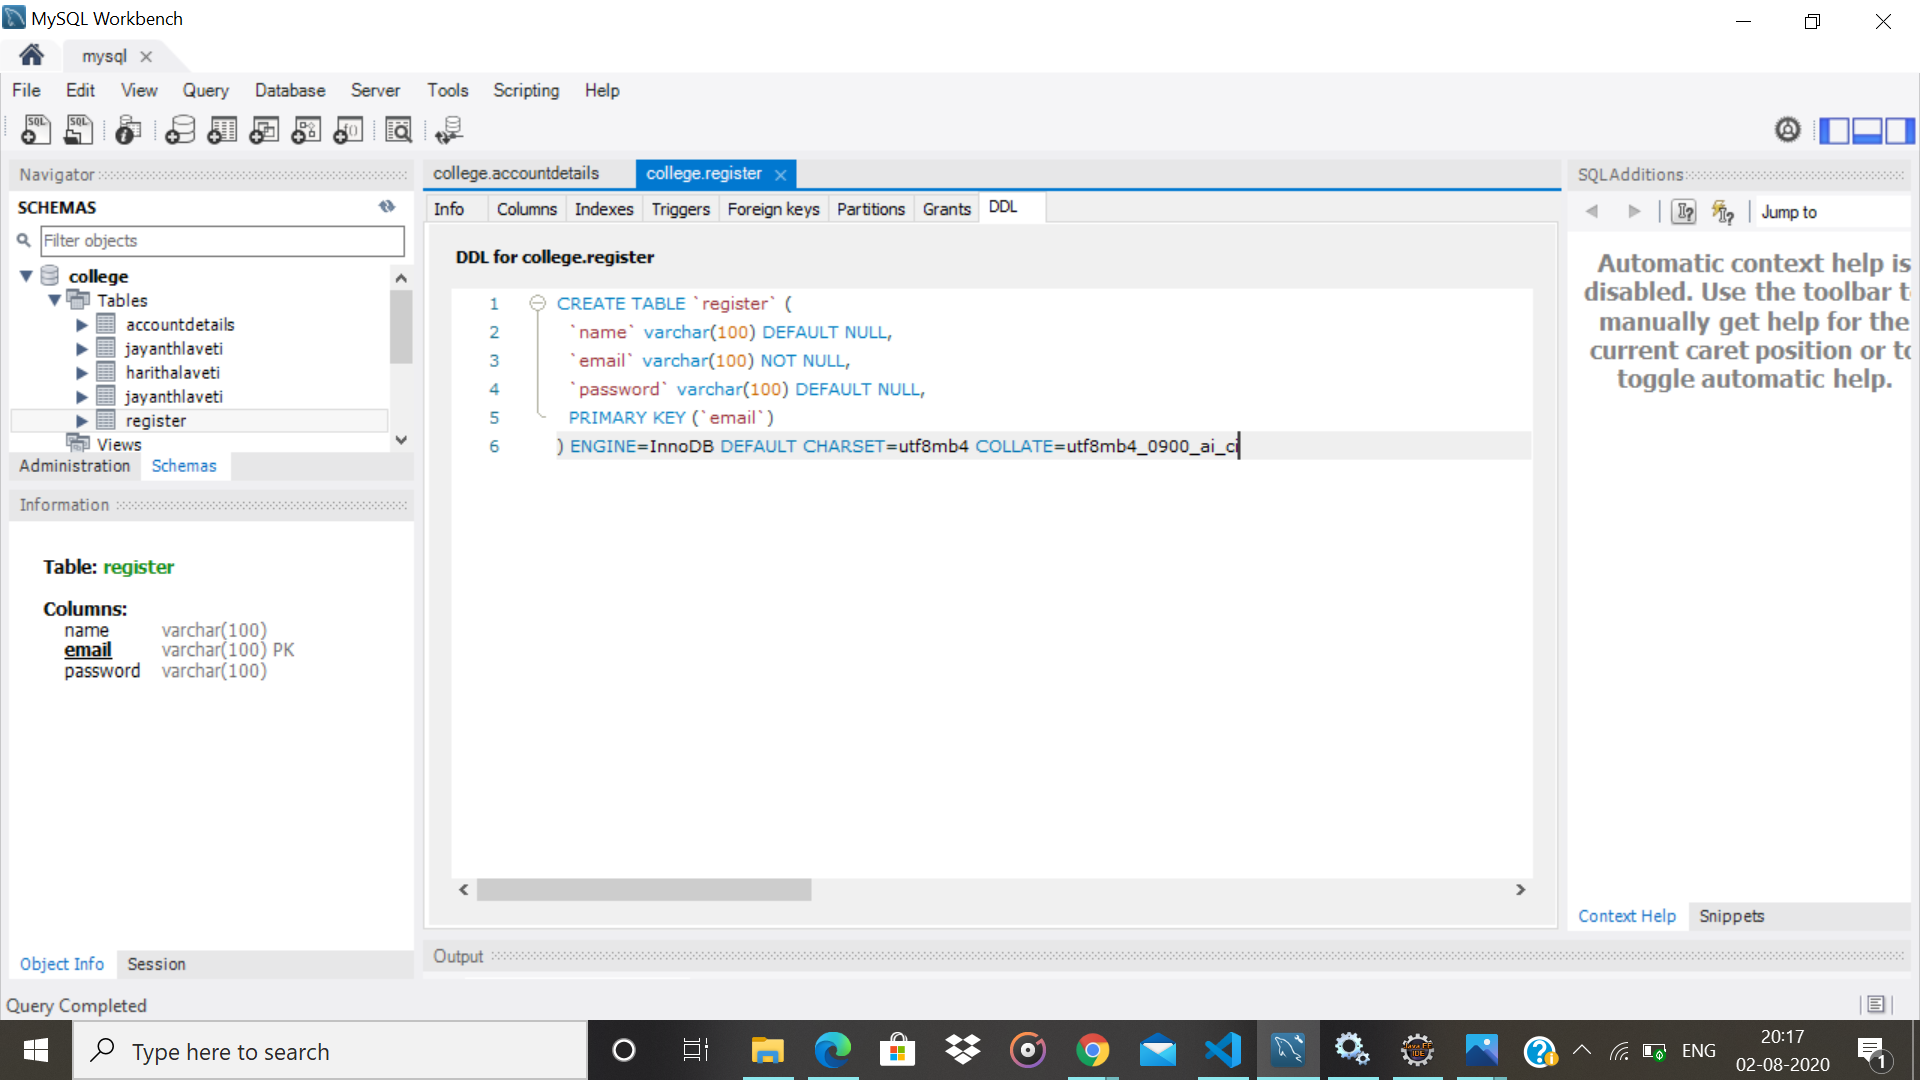 MySQL Workbench
mysql
File Edit View Query Database Server Tools Scripting Help
Navigator
SCHEMAS
Filter objects
college
Tables
accountdetails
jayanthlaveti
harithalaveti
jayanthlaveti
register
Views
Administration Schemas
Information
Table: register
Columns:
name varchar(100)
email varchar(100) PK
password varchar(100)
Object Info Session
Query Completed
college.accountdetails college.register
Info Columns Indexes Triggers Foreign keys Partitions Grants DDL
DDL for college.register
1 CREATE TABLE `register` (
2 `name` varchar(100) DEFAULT NULL,
3 `email` varchar(100) NOT NULL,
4 `password` varchar(100) DEFAULT NULL,
5 PRIMARY KEY (`email`)
6 ) ENGINE=InnoDB DEFAULT CHARSET=utf8mb4 COLLATE=utf8mb4_0900_ai_ci
Output
SQLAdditions
Jump to
Automatic context help is
disabled. Use the toolbar
manually get help for the
current caret position or
toggle automatic help.
Context Help Snippets
Type here to search
ENG
20:17
02-08-2020
1